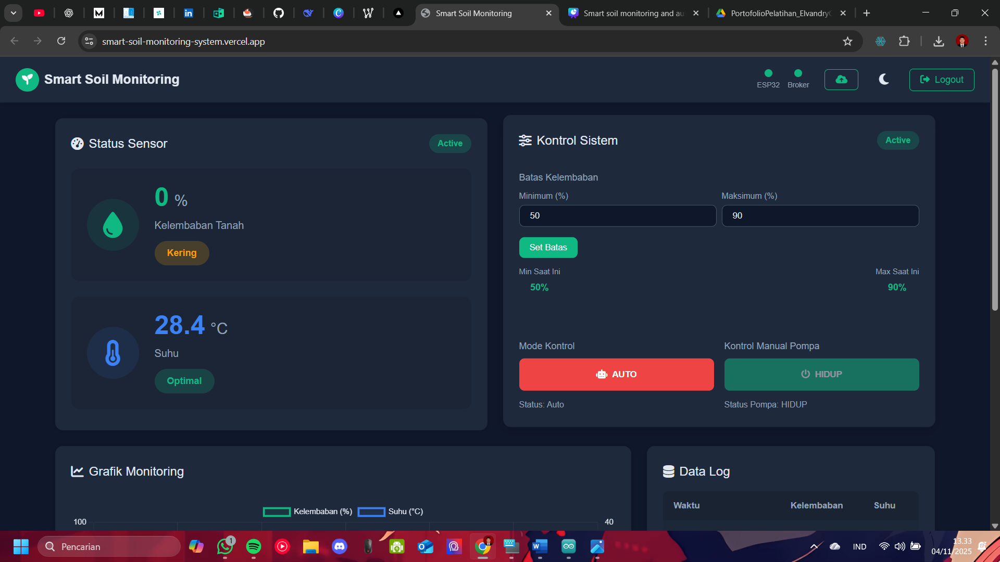 Smart Soil Monitoring
Smart soil monitoring and au
PortofolioPelatihan_Elvandry
smart-soil-monitoring-system.vercel.app
Smart Soil Monitoring
ESP32
Broker
Logout
Status Sensor
Active
0 %
Kelembaban Tanah
Kering
28.4 °C
Suhu
Optimal
Kontrol Sistem
Active
Batas Kelembaban
Minimum (%)
Maksimum (%)
50
90
Set Batas
Min Saat Ini
Max Saat Ini
50%
90%
Mode Kontrol
Kontrol Manual Pompa
AUTO
HIDUP
Status: Auto
Status Pompa: HIDUP
Grafik Monitoring
Kelembaban (%)
Suhu (°C)
100
40
Data Log
Waktu
Kelembaban
Suhu
Pencarian
1
IND
13.33
04/11/2025